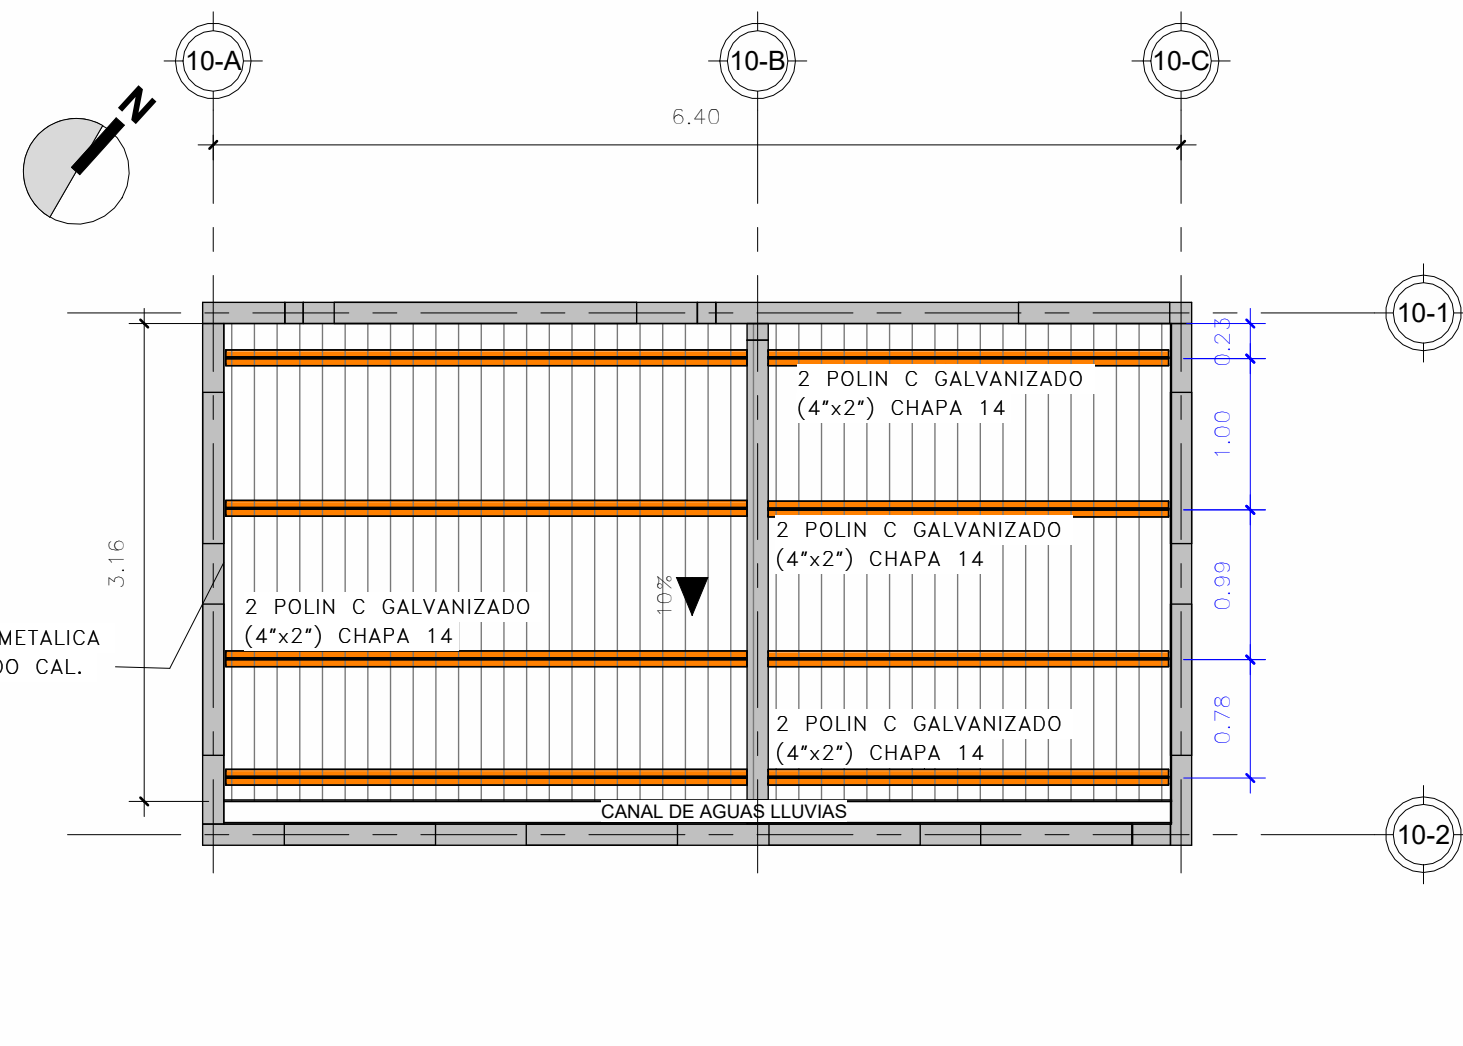 10-A
10-B
10-C
N
6.40
10-1
0.23
2 POLIN C GALVANIZADO
(4"x2") CHAPA 14
1.00
2 POLIN C GALVANIZADO
(4"x2") CHAPA 14
3.16
0.99
10%
2 POLIN C GALVANIZADO
(4"x2") CHAPA 14
METALICA
DO CAL.
0.78
2 POLIN C GALVANIZADO
(4"x2") CHAPA 14
CANAL DE AGUAS LLUVIAS
10-2